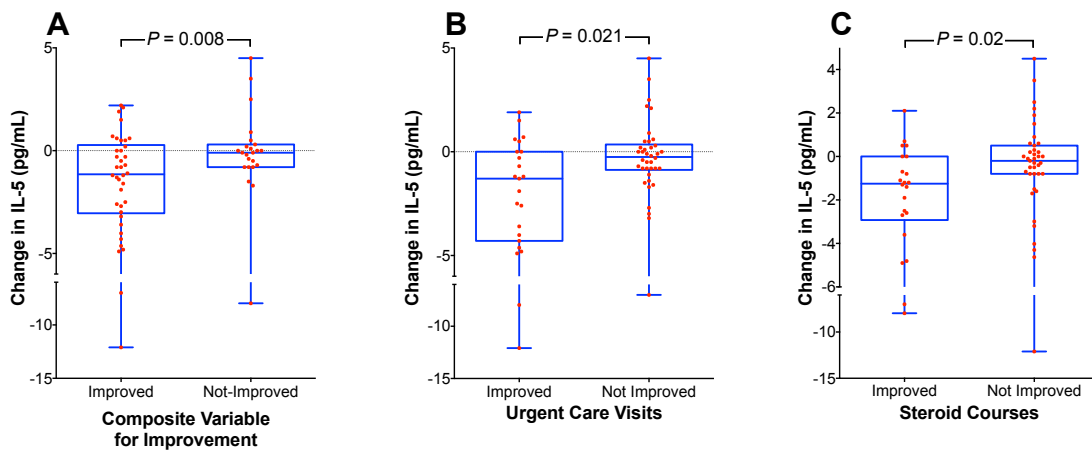 A
P = 0.008
Change in IL-5 (pg/mL)
5
0
-5
-10
-15
Improved
Not-Improved
Composite Variable
for Improvement
B
P = 0.021
Change in IL-5 (pg/mL)
5
0
-5
-10
-15
Improved
Not Improved
Urgent Care Visits
C
P = 0.02
Change in IL-5 (pg/mL)
4
2
0
-2
-4
-6
-10
-15
Improved
Not Improved
Steroid Courses